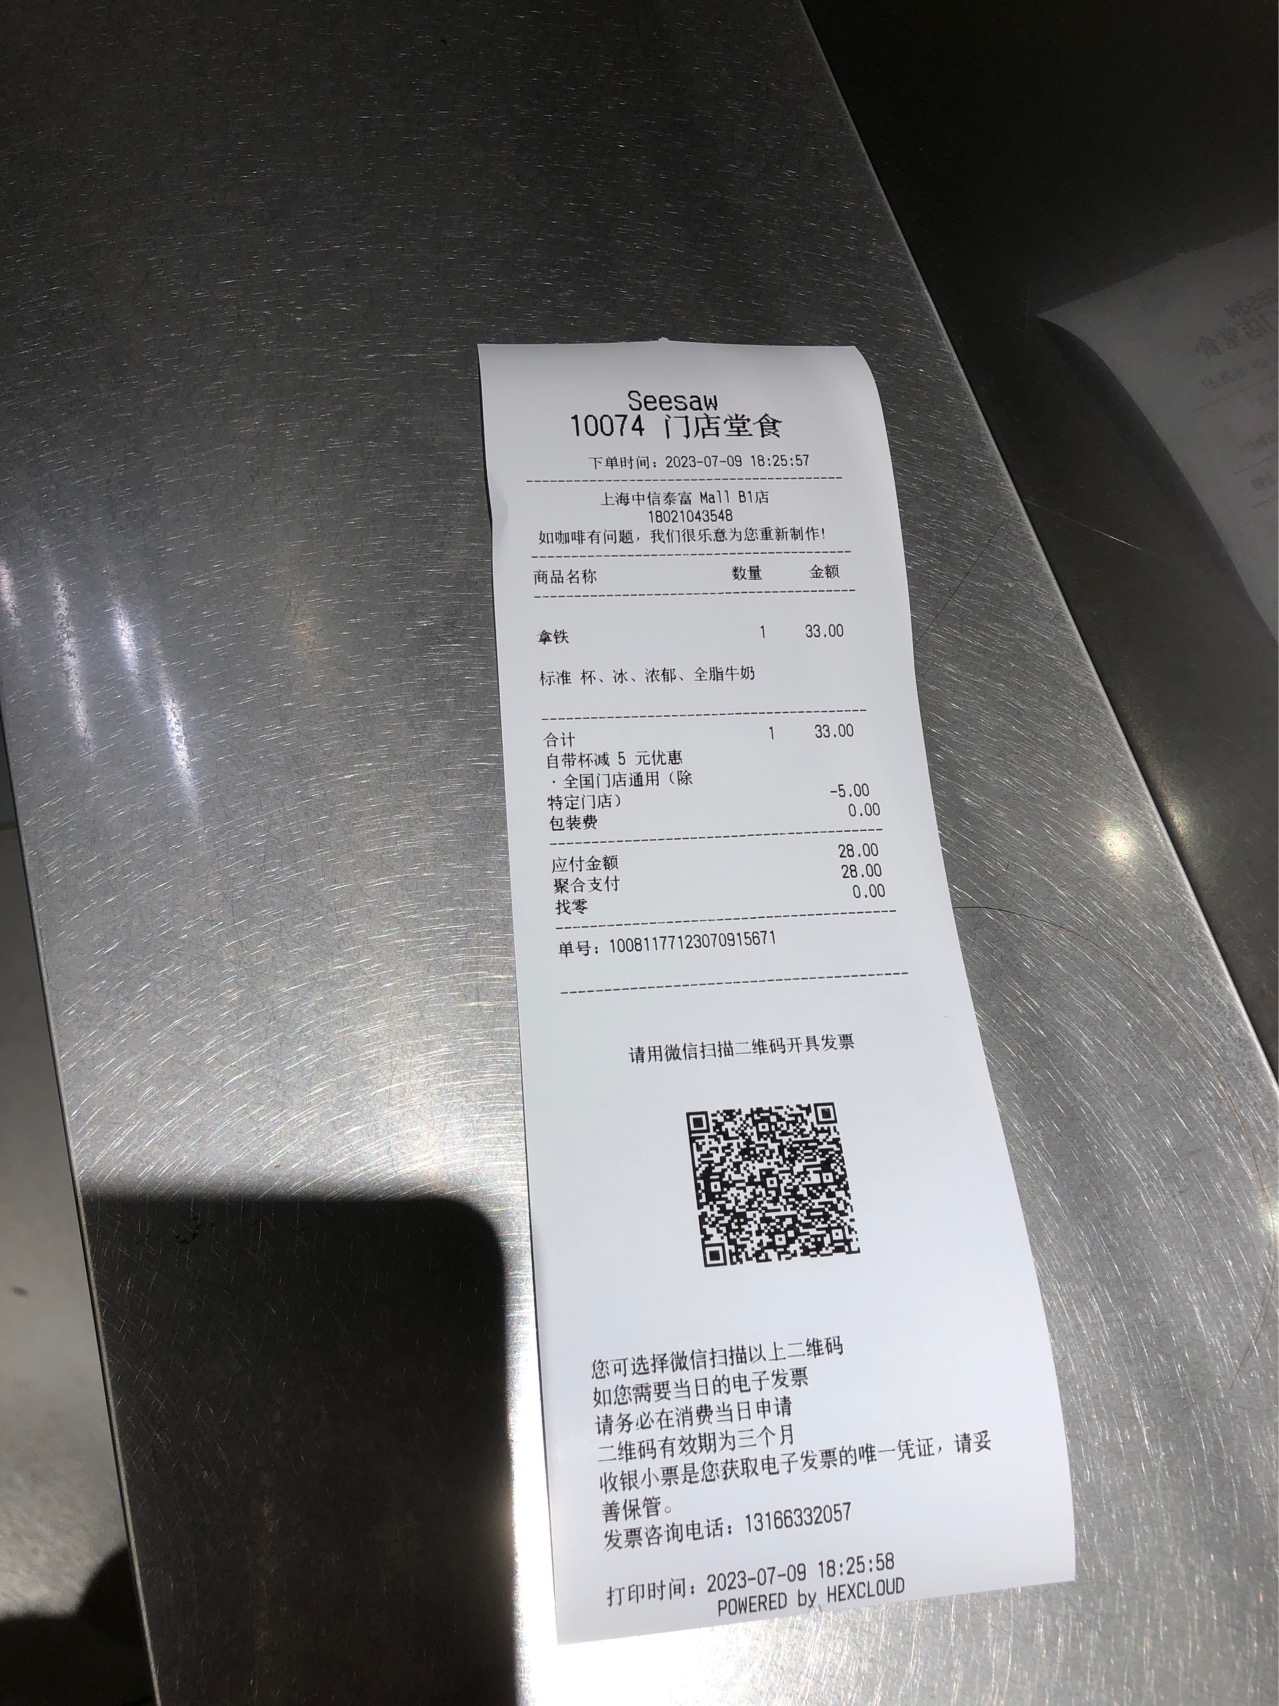 Seesaw
10074 门店堂食
下单时间：2023-07-09 18:25:57
上海中信泰富 Mall B1店
18021043548
如咖啡有问题，我们很乐意为您重新制作！
商品名称 数量 金额
拿铁 1 33.00
标准 杯、冰、浓郁、全脂牛奶
合计 1 33.00
自带杯减 5 元优惠
·全国门店通用（除
特定门店） -5.00
包装费 0.00
应付金额 28.00
聚合支付 28.00
找零 0.00
单号：10081177123070915671
请用微信扫描二维码开具发票
您可选择微信扫描以上二维码
如您需要当日的电子发票
请务必在消费当日申请
二维码有效期为三个月
收银小票是您获取电子发票的唯一凭证，请妥
善保管。
发票咨询电话：13166332057
打印时间：2023-07-09 18:25:58
POWERED by HEXCLOUD